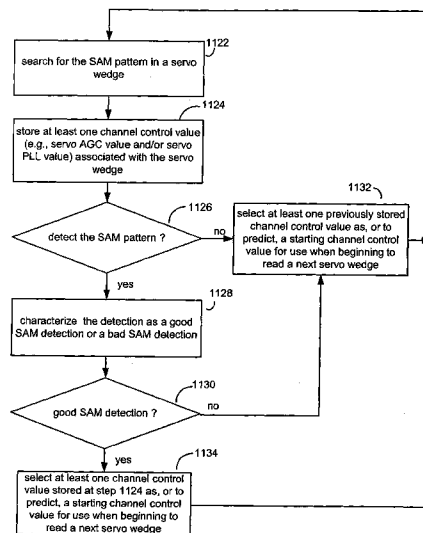 1122
search for the SAM pattern in a servo
wedge
1124
store at least one channel control value
(e.g., servo AGC value and/or servo
PLL value) associated with the servo
wedge
1126
detect the SAM pattern ?
no
yes
1132
select at least one previously stored
channel control value as, or to
predict, a starting channel control
value for use when beginning to
read a next servo wedge
1128
characterize the detection as a good
SAM detection or a bad SAM detection
1130
good SAM detection ?
no
yes
1134
select at least one channel control
value stored at step 1124 as, or to
predict, a starting channel control
value for use when beginning to
read a next servo wedge